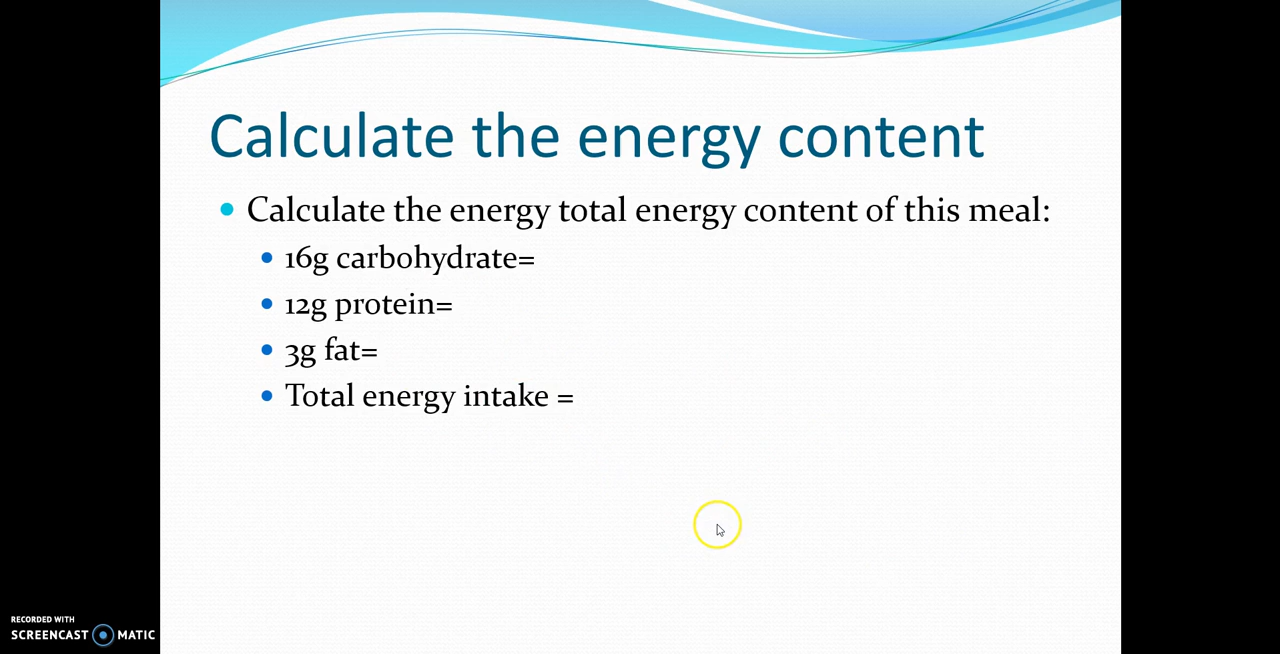 Calculate the energy content
Calculate the energy total energy content of this meal:
16g carbohydrate=
12g protein=
3g fat=
Total energy intake =
RECORDED WITH
SCREENCAST MATIC